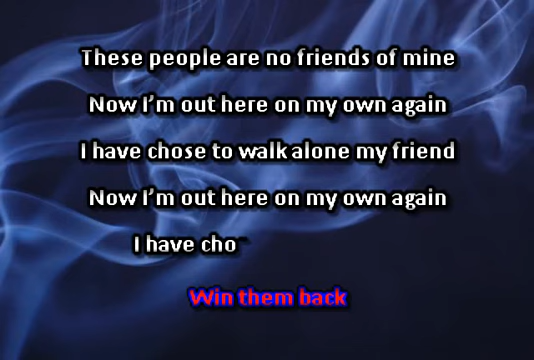 These people are no friends of mine
Now I'm out here on my own again
I have chose to walk alone my friend
Now I'm out here on my own again
I have cho
Win them back